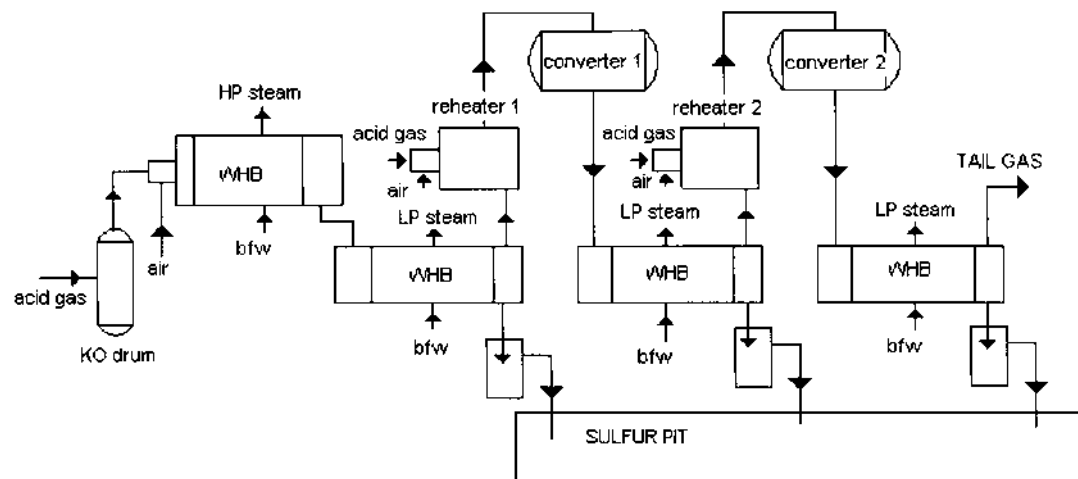 converter 1
converter 2
HP steam
reheater 1
reheater 2
acid gas
acid gas
TAIL GAS
WHB
air
air
LP steam
LP steam
LP steam
bfw
air
WHB
WHB
WHB
acid gas
bfw
bfw
bfw
KO drum
SULFUR PIT